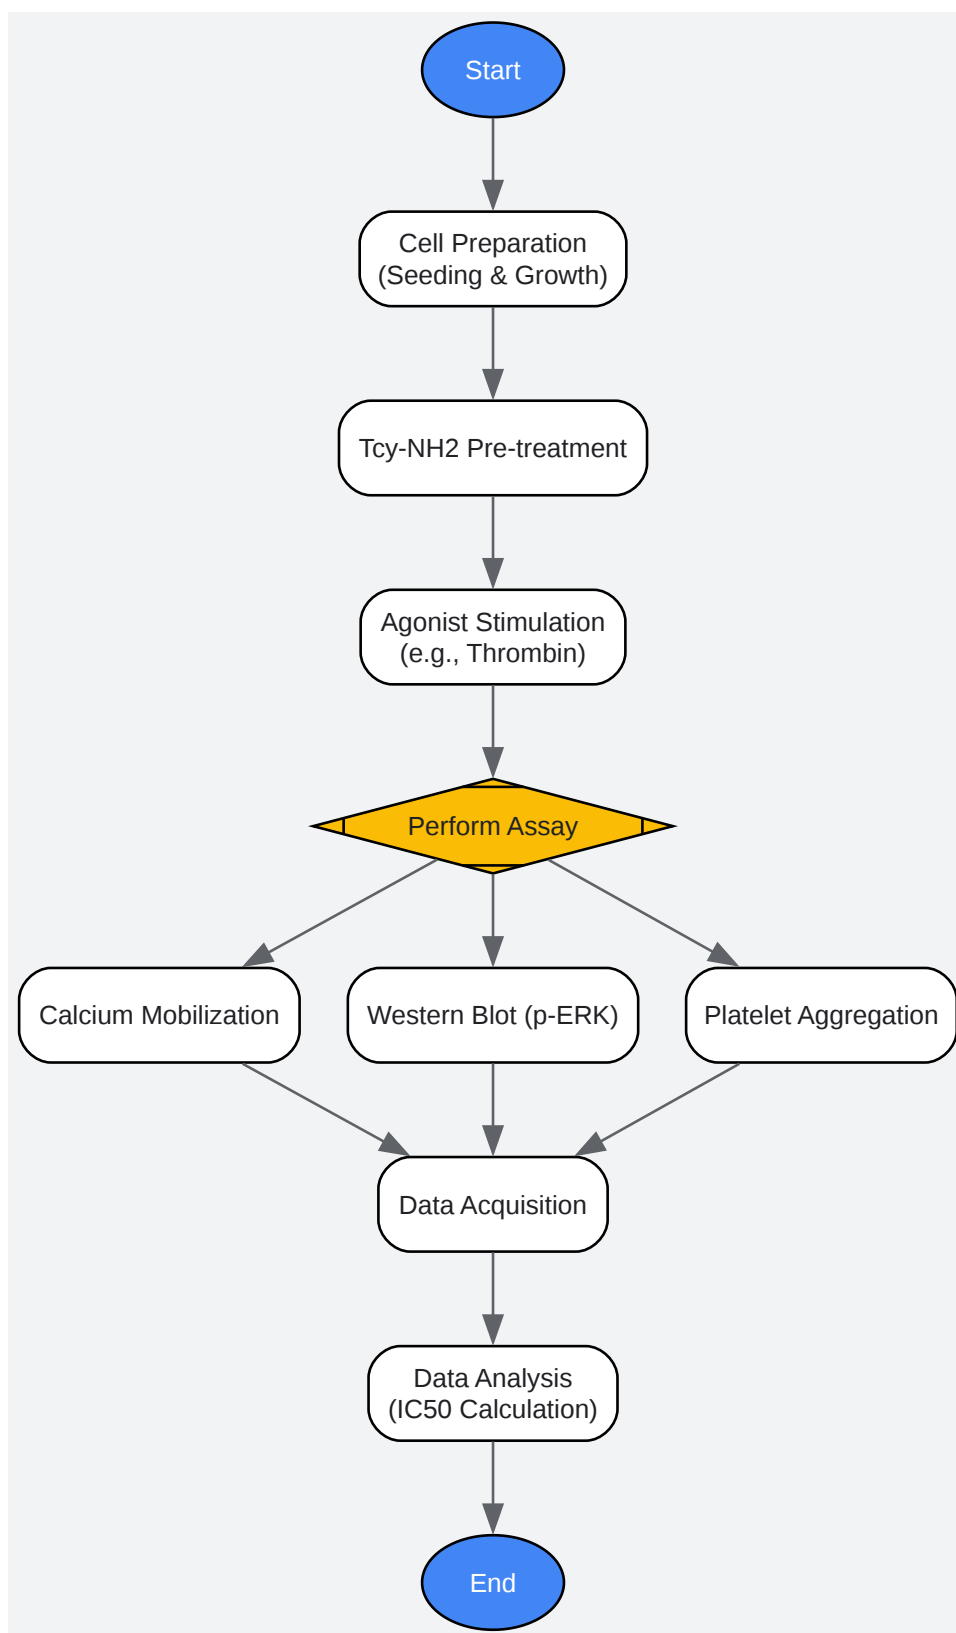 Start
Cell Preparation
(Seeding & Growth)
Tcy-NH2 Pre-treatment
Agonist Stimulation
(e.g., Thrombin)
Perform Assay
Calcium Mobilization
Western Blot (p-ERK)
Platelet Aggregation
Data Acquisition
Data Analysis
(IC50 Calculation)
End